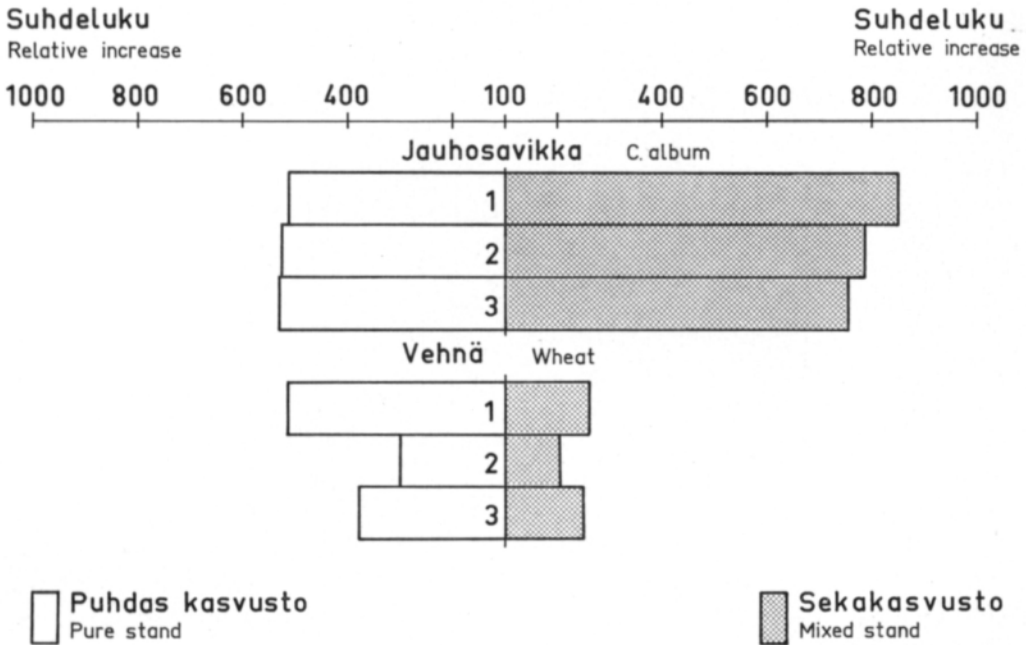 Suhdeluku Suhdeluku
Relative increase Relative increase
1000 800 600 400 100 400 600 800 1000
Jauhosavikka C. album
1
2
3
Vehnä Wheat
1
2
3
Puhdas kasvusto Sekakasvusto
Pure stand Mixed stand